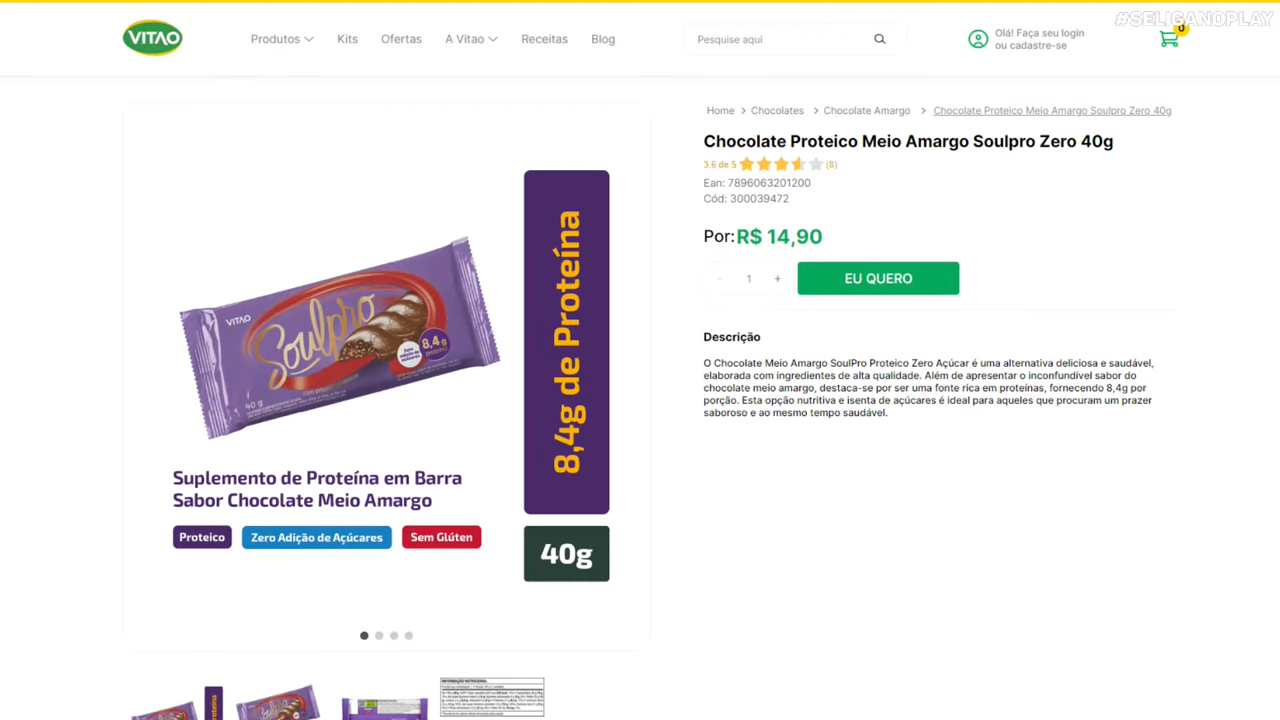 #SELIGANOPLAY
VITAO
Produtos
Kits
Ofertas
A Vitao
Receitas
Blog
Pesquise aqui
Olá! Faça seu login
ou cadastre-se
0
Home > Chocolates > Chocolate Amargo > Chocolate Proteico Meio Amargo Soulpro Zero 40g
Chocolate Proteico Meio Amargo Soulpro Zero 40g
3.6 de 5 (8)
Ean: 7896063201200
Cód: 300039472
Por: R$ 14,90
- 1 +
EU QUERO
Descrição
O Chocolate Meio Amargo SoulPro Proteico Zero Açúcar é uma alternativa deliciosa e saudável,
elaborada com ingredientes de alta qualidade. Além de apresentar o inconfundível sabor do
chocolate meio amargo, destaca-se por ser uma fonte rica em proteínas, fornecendo 8,4g por
porção. Esta opção nutritiva e isenta de açúcares é ideal para aqueles que procuram um prazer
saboroso e ao mesmo tempo saudável.
VITAO
Soulpro
Zero
adição de
açúcares
8,4g
proteína
40 g
8,4g de Proteína
40g
Suplemento de Proteína em Barra
Sabor Chocolate Meio Amargo
Proteico
Zero Adição de Açúcares
Sem Glúten
INFORMAÇÃO NUTRICIONAL